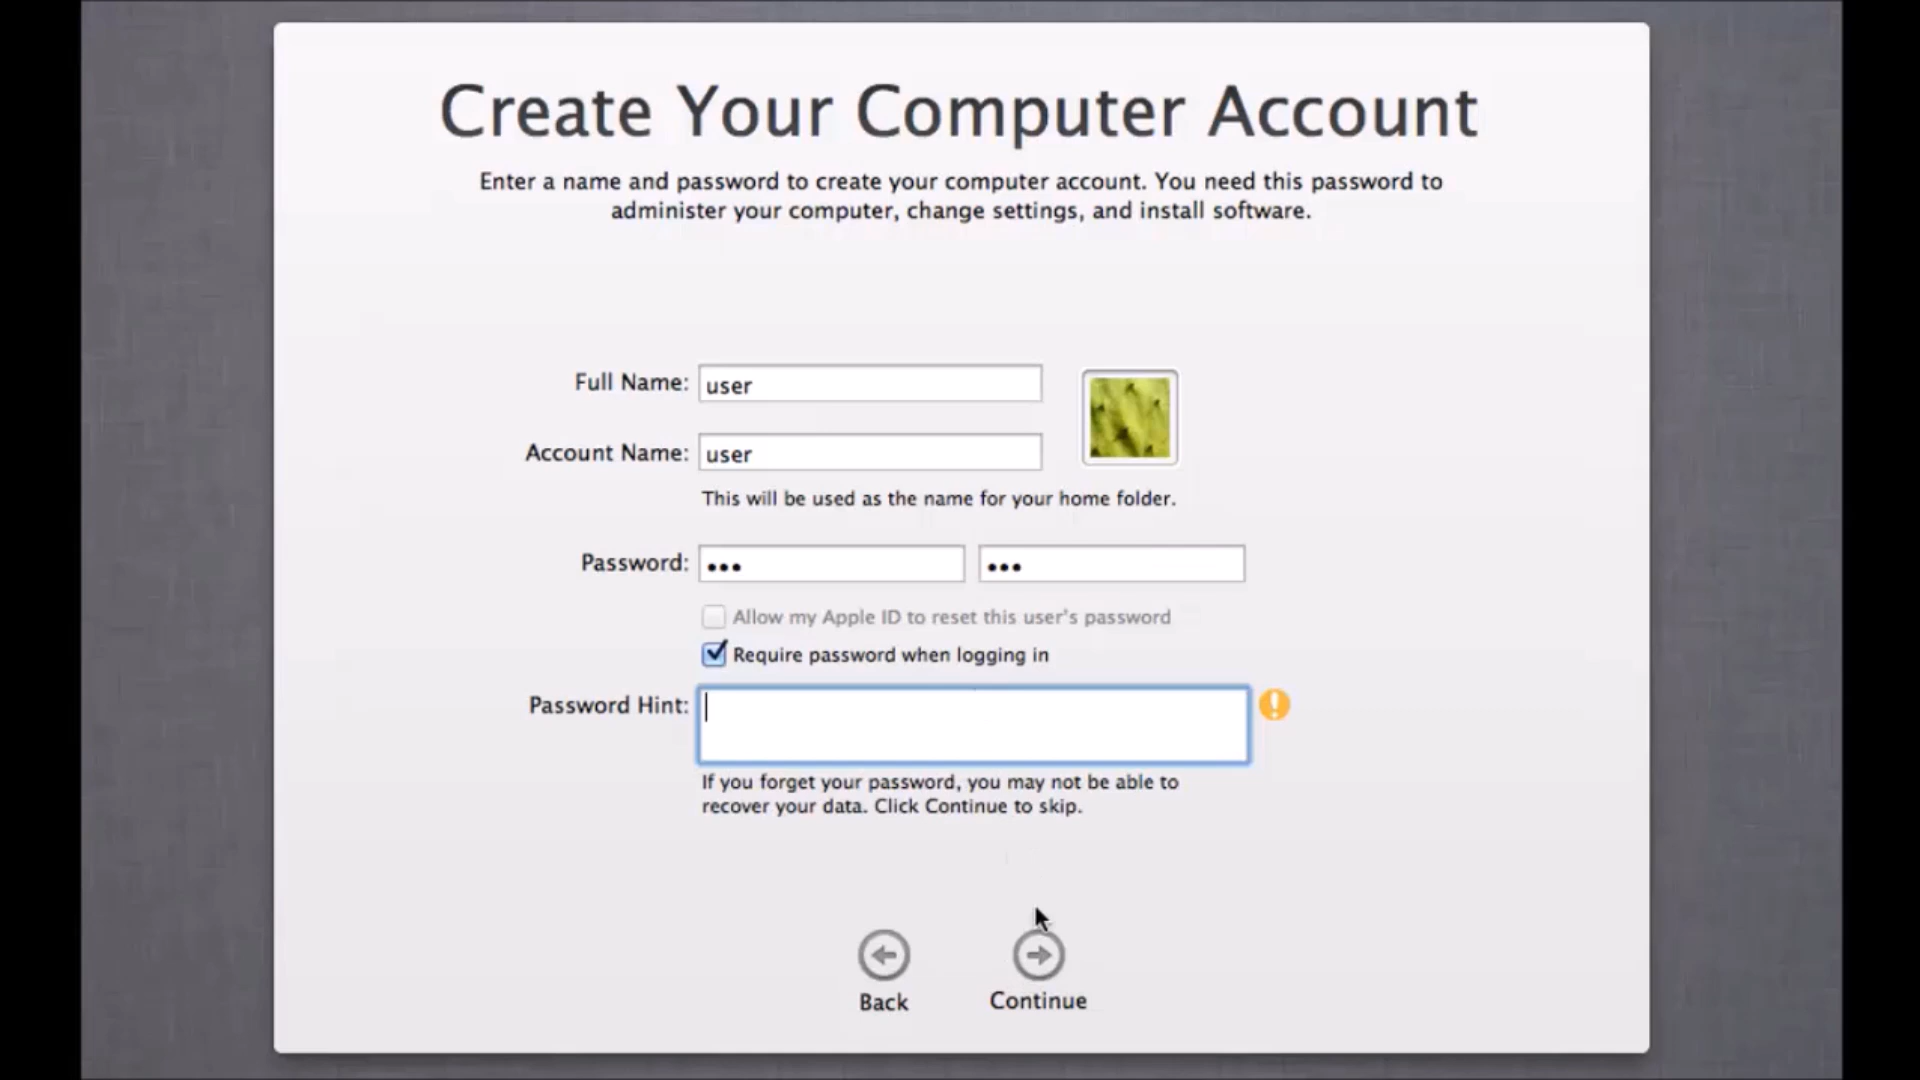 Create Your Computer Account
Enter a name and password to create your computer account. You need this password to
administer your computer, change settings, and install software.
Full Name: user
Account Name: user
This will be used as the name for your home folder.
Password: ••• •••
Allow my Apple ID to reset this user's password
Require password when logging in
Password Hint:
If you forget your password, you may not be able to
recover your data. Click Continue to skip.
Back Continue